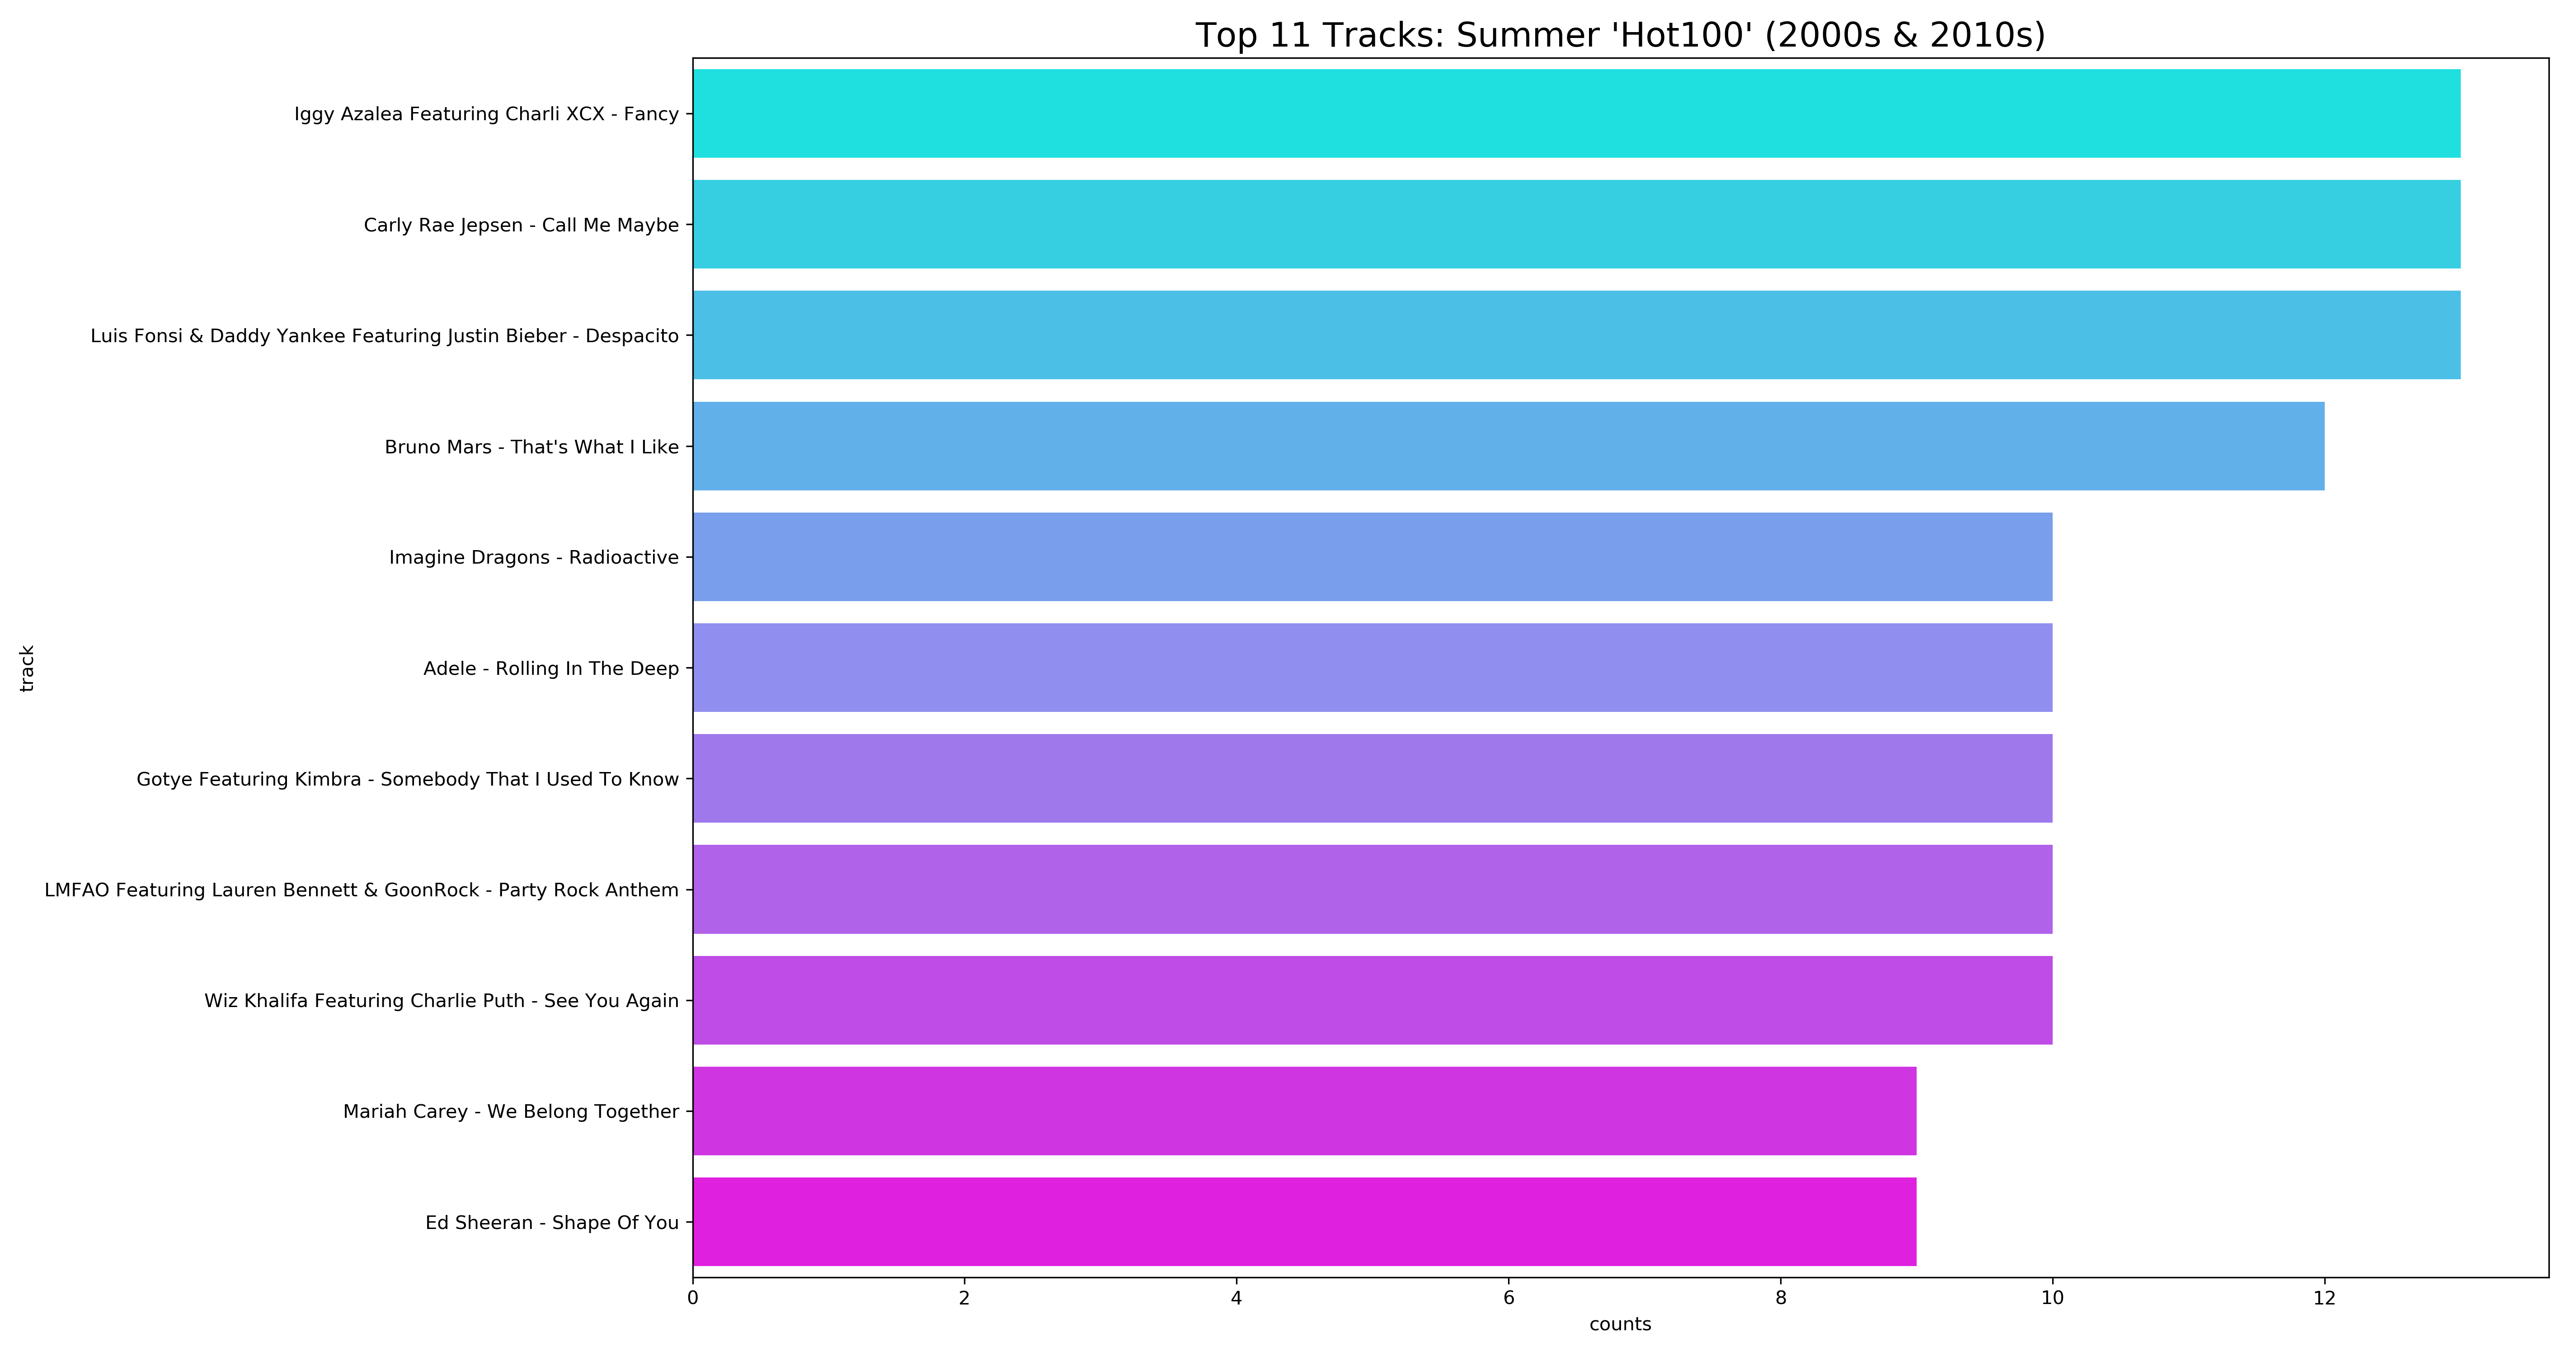 Top 11 Tracks: Summer 'Hot100' (2000s & 2010s)
Iggy Azalea Featuring Charli XCX - Fancy
Carly Rae Jepsen - Call Me Maybe
Luis Fonsi & Daddy Yankee Featuring Justin Bieber - Despacito
Bruno Mars - That's What I Like
Imagine Dragons - Radioactive
Adele - Rolling In The Deep
Gotye Featuring Kimbra - Somebody That I Used To Know
LMFAO Featuring Lauren Bennett & GoonRock - Party Rock Anthem
Wiz Khalifa Featuring Charlie Puth - See You Again
Mariah Carey - We Belong Together
Ed Sheeran - Shape Of You
track
0 2 4 6 8 10 12
counts